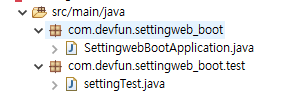 src/main/java
com.devfun.settingweb_boot
SettingwebBootApplication.java
com.devfun.settingweb_boot.test
settingTest.java